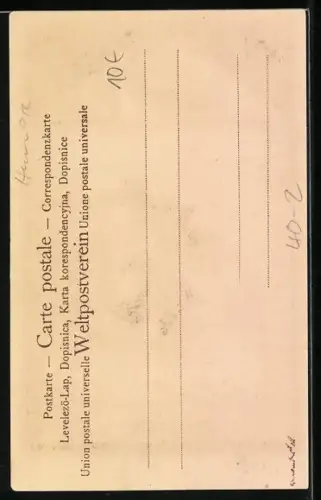 Postkarte — Carte postale — Correspondenzkarte
Levelező-Lap, Dopisnica, Karta korespondencyjna, Dopisnice
Union postale universelle Weltpostverein Unione postale universale
10€
40-2